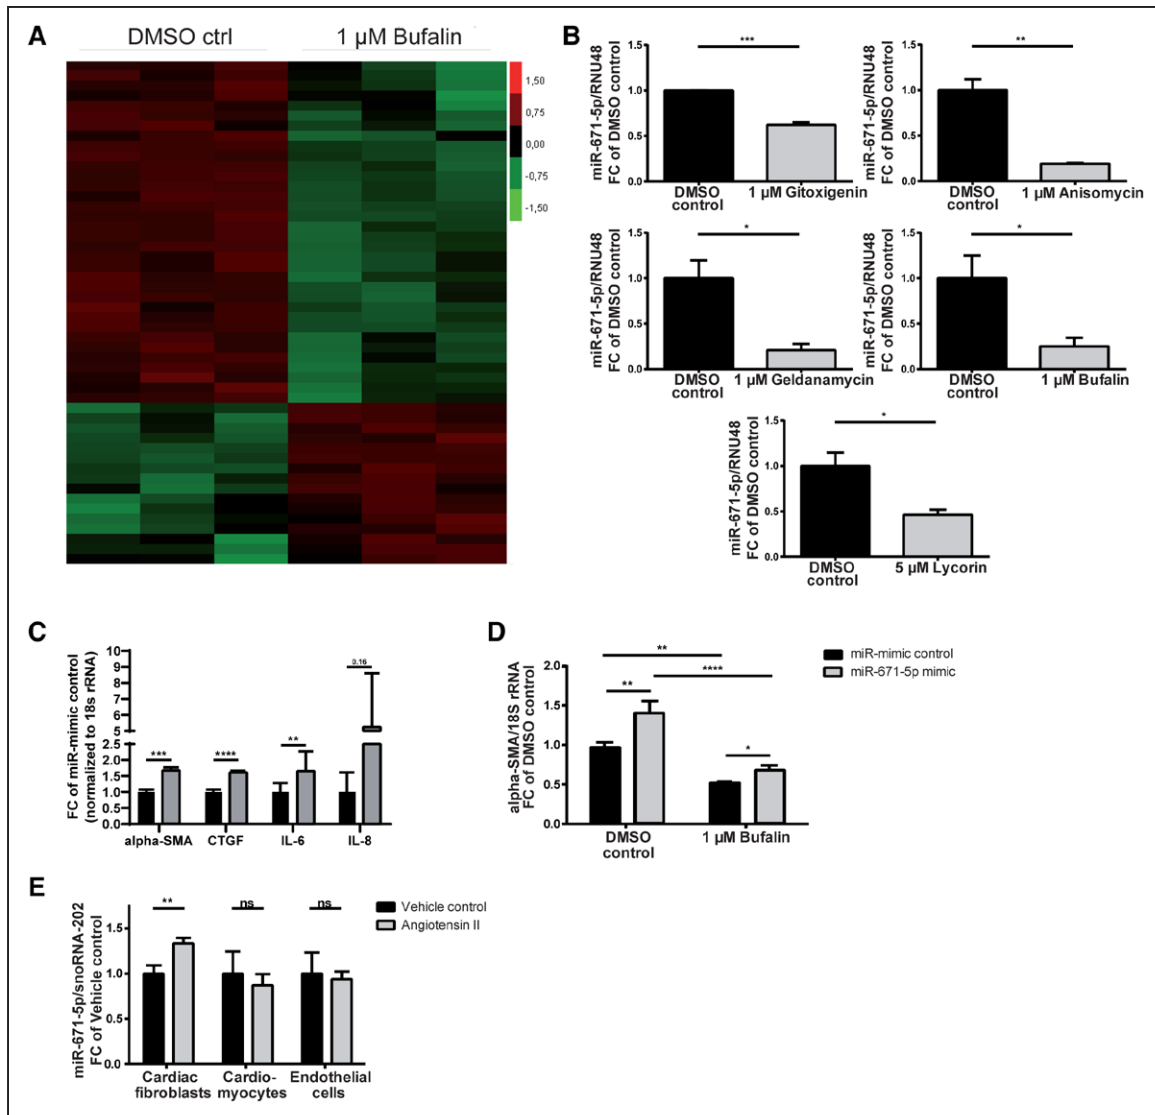 A
DMSO ctrl
1 µM Bufalin
1,50
0,75
0,00
-0,75
-1,50
B
miR-671-5p/RNU48
FC of DMSO control
1.5
1.0
0.5
0.0
***
DMSO
control
1 µM Gitoxigenin
miR-671-5p/RNU48
FC of DMSO control
1.5
1.0
0.5
0.0
**
DMSO
control
1 µM Anisomycin
miR-671-5p/RNU48
FC of DMSO control
1.5
1.0
0.5
0.0
*
DMSO
control
1 µM Geldanamycin
miR-671-5p/RNU48
FC of DMSO control
1.5
1.0
0.5
0.0
*
DMSO
control
1 µM Bufalin
miR-671-5p/RNU48
FC of DMSO control
1.5
1.0
0.5
0.0
*
DMSO
control
5 µM Lycorin
C
FC of miR-mimic control
(normalized to 18s rRNA)
10
9
8
7
6
5
2.5
2.0
1.5
1.0
0.5
0.0
***
****
**
0.16
alpha-SMA
CTGF
IL-6
IL-8
D
alpha-SMA/18S rRNA
FC of DMSO control
2.0
1.5
1.0
0.5
0.0
**
**
****
*
DMSO
control
1 µM Bufalin
miR-mimic control
miR-671-5p mimic
E
miR-671-5p/snoRNA-202
FC of Vehicle control
1.5
1.0
0.5
0.0
**
ns
ns
Cardiac
fibroblasts
Cardio-
myocytes
Endothelial
cells
Vehicle control
Angiotensin II